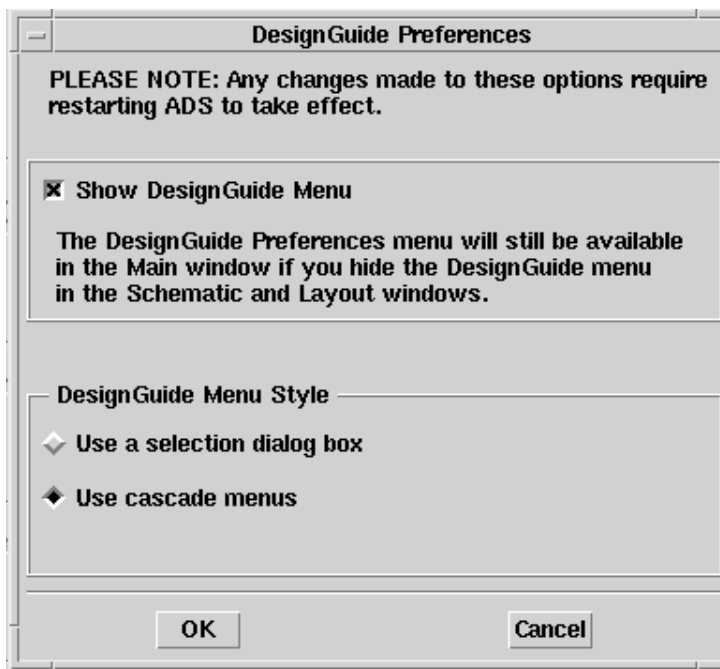 DesignGuide Preferences
PLEASE NOTE: Any changes made to these options require
restarting ADS to take effect.
Show DesignGuide Menu
The DesignGuide Preferences menu will still be available
in the Main window if you hide the DesignGuide menu
in the Schematic and Layout windows.
DesignGuide Menu Style
Use a selection dialog box
Use cascade menus
OK Cancel